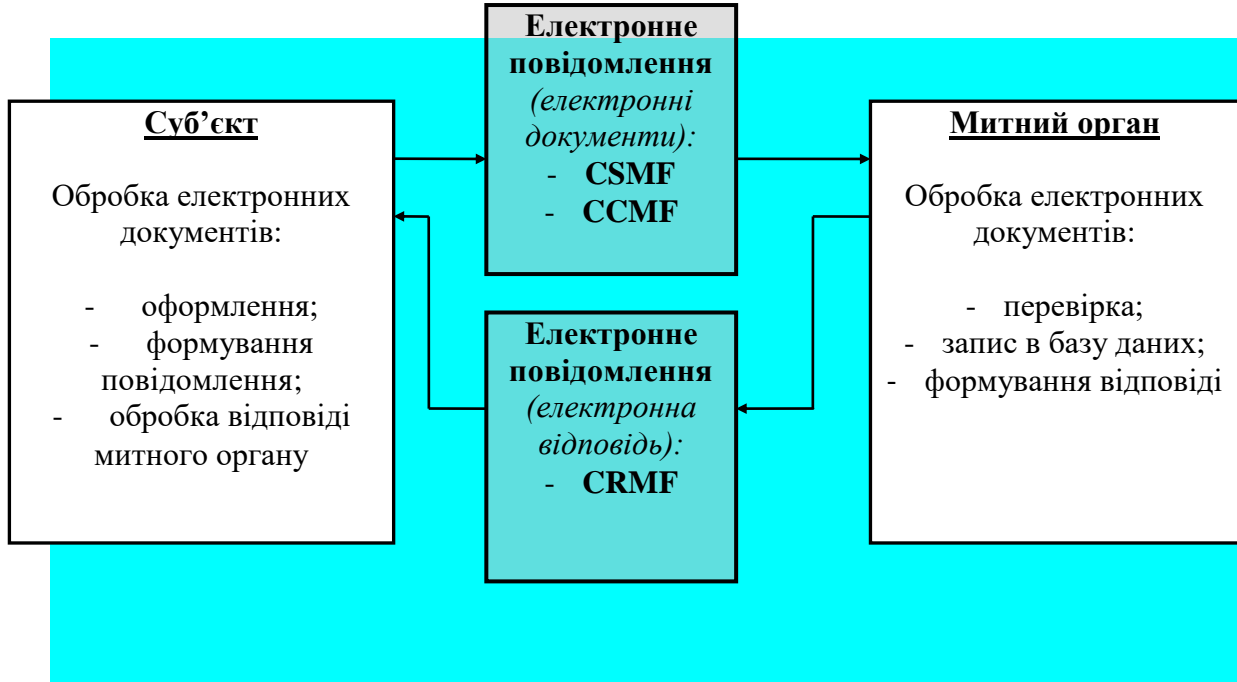 Суб’єкт
Обробка електронних
документів:
- оформлення;
- формування
повідомлення;
- обробка відповіді
митного органу
Електронне
повідомлення
(електронні
документи):
- CSMF
- CCMF
Електронне
повідомлення
(електронна
відповідь):
- CRMF
Митний орган
Обробка електронних
документів:
- перевірка;
- запис в базу даних;
- формування відповіді